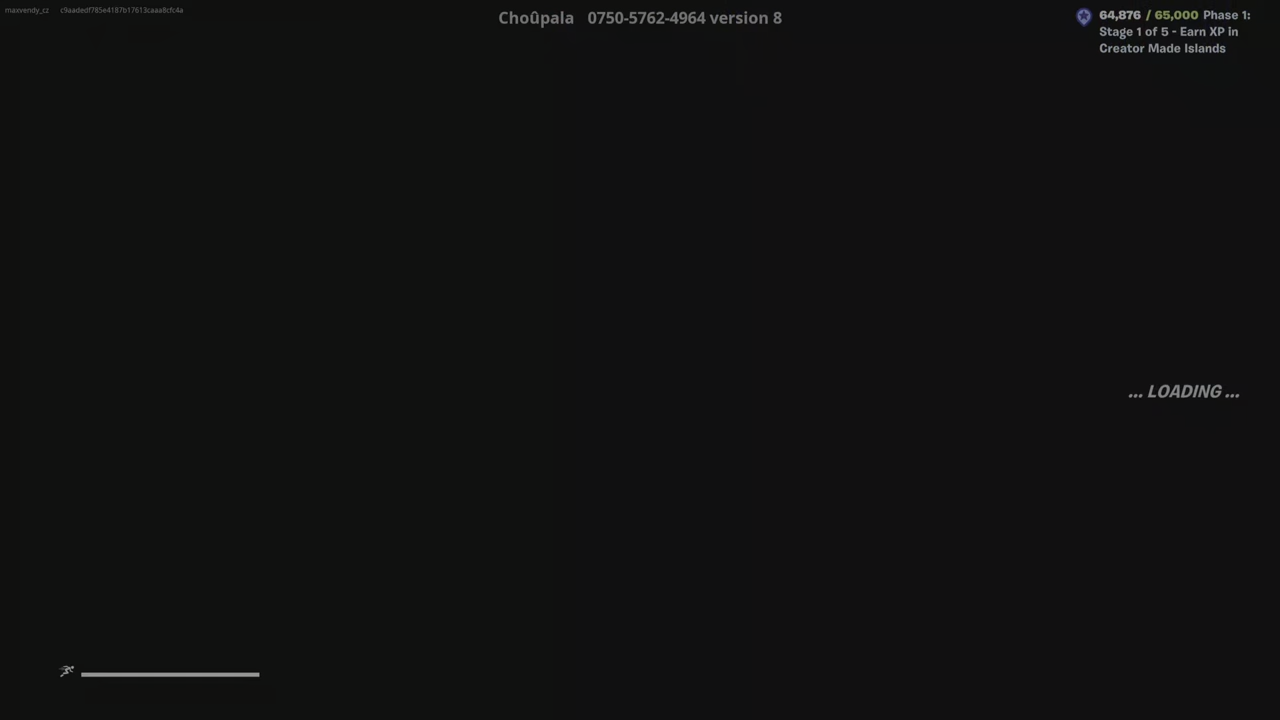 maxvendy_cz c9aadedf785e4187b17613caaa8cfc4a
Choûpala 0750-5762-4964 version 8
64,876 / 65,000 Phase 1:
Stage 1 of 5 - Earn XP in
Creator Made Islands
... LOADING ...